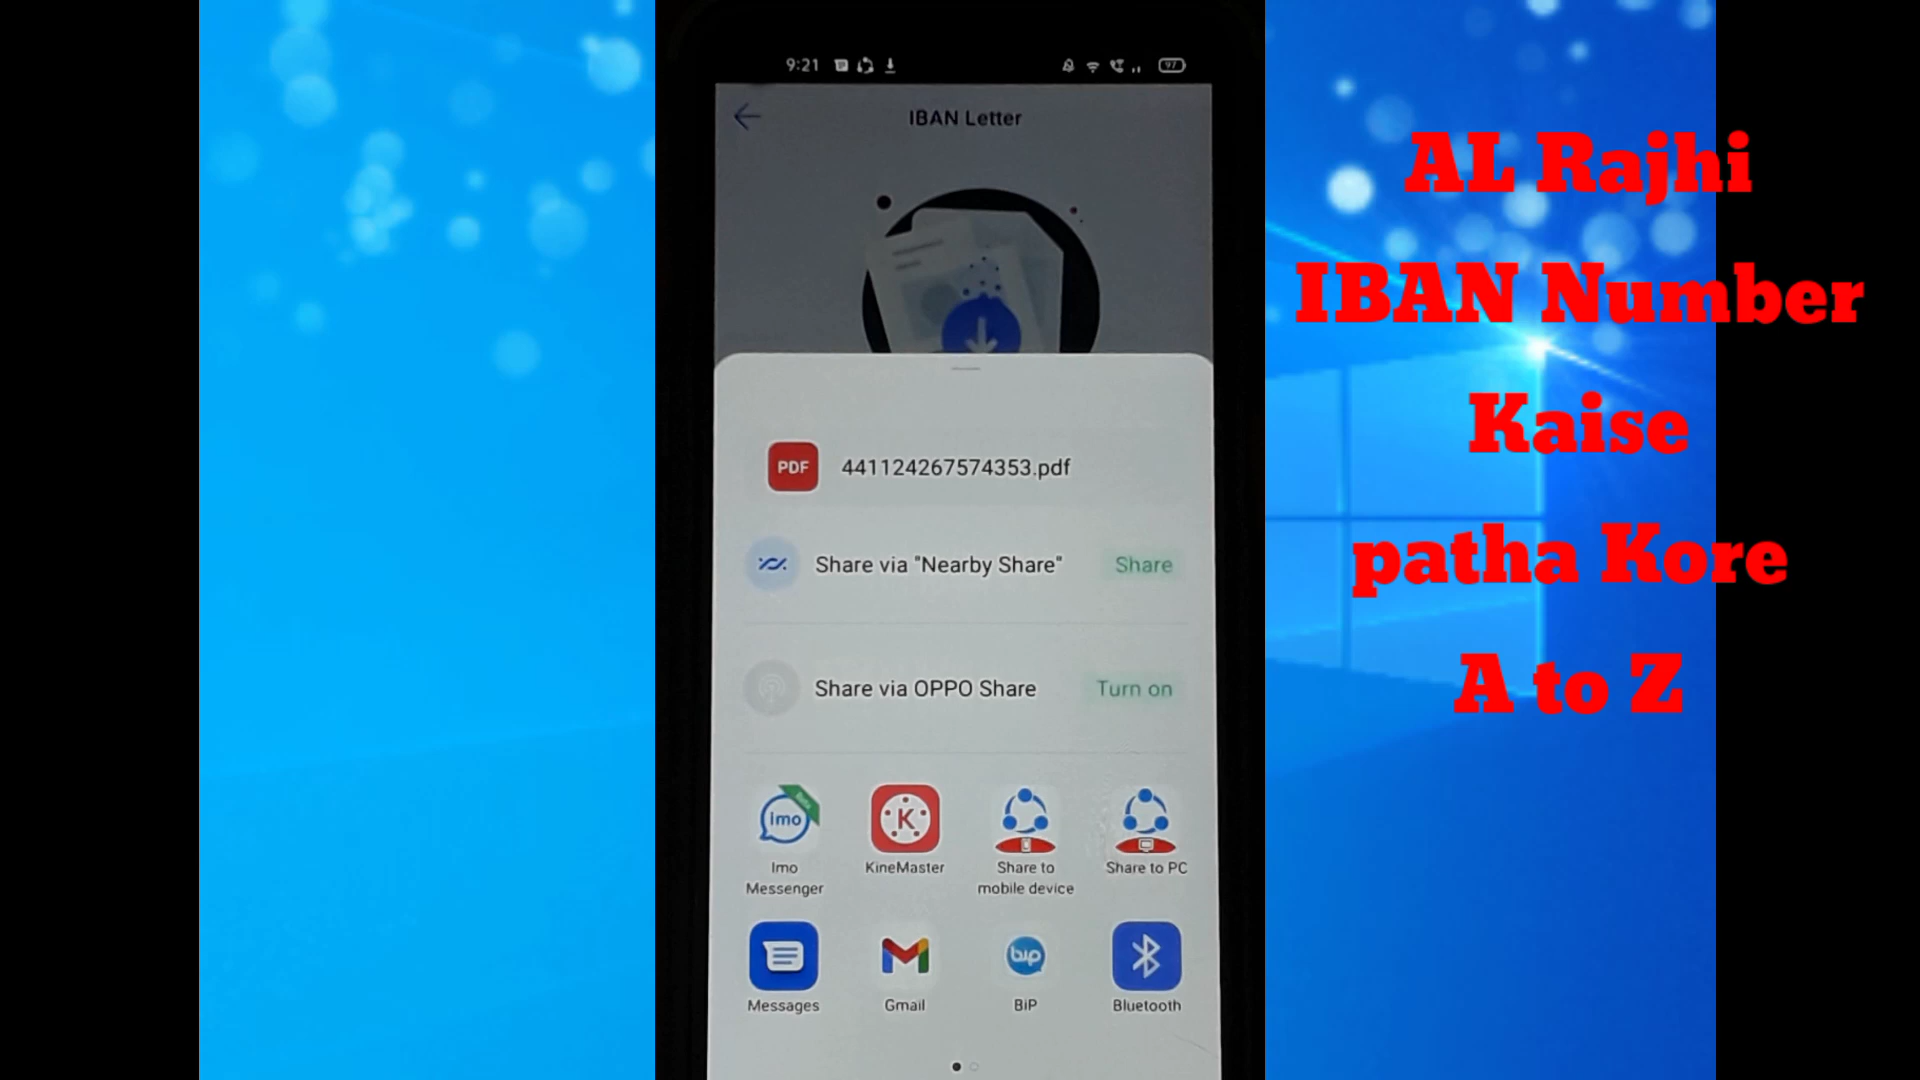 9:21
97
IBAN Letter
PDF
441124267574353.pdf
Share via "Nearby Share"
Share
Share via OPPO Share
Turn on
Beta
imo
K
Imo
Messenger
KineMaster
Share to
mobile device
Share to PC
bip
Messages
Gmail
BiP
Bluetooth
AL Rajhi
IBAN Number
Kaise
patha Kore
A to Z